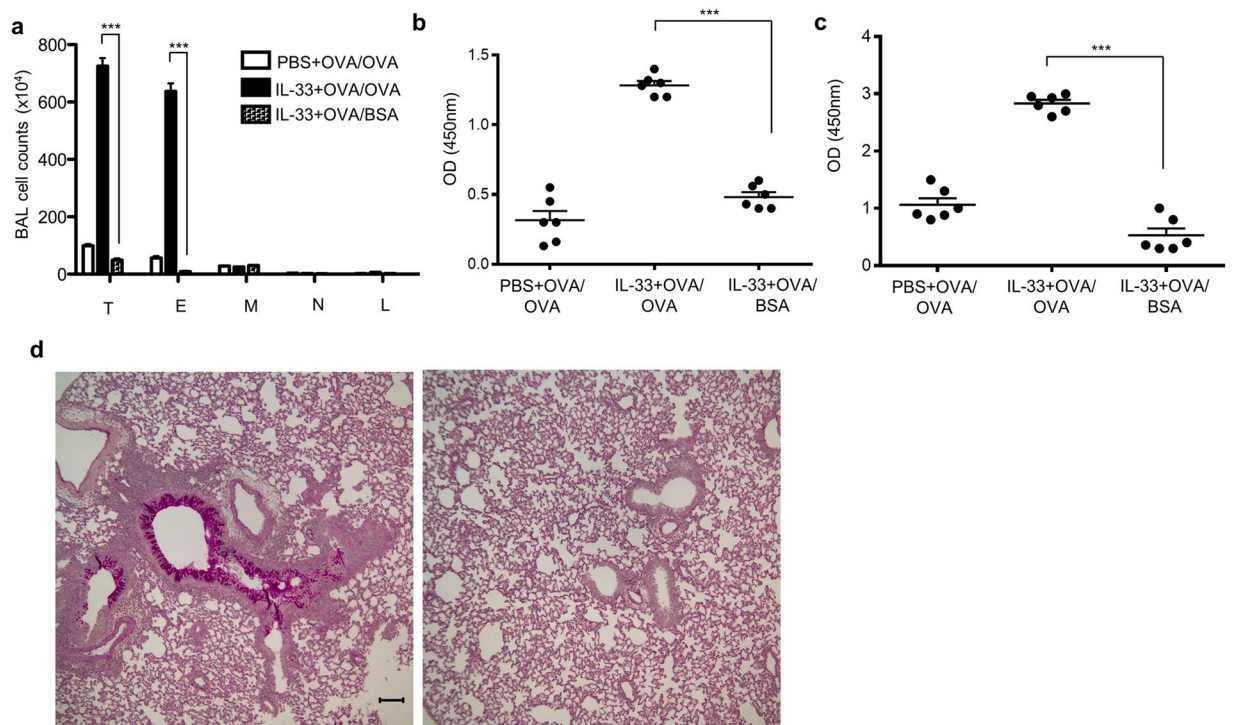 a
BAL cell counts (x10⁴)
800
600
400
200
0
***
***
PBS+OVA/OVA
IL-33+OVA/OVA
IL-33+OVA/BSA
T E M N L
b
OD (450nm)
1.5
1.0
0.5
0.0
***
PBS+OVA/
OVA
IL-33+OVA/
OVA
IL-33+OVA/
BSA
c
OD (450nm)
4
3
2
1
0
***
PBS+OVA/
OVA
IL-33+OVA/
OVA
IL-33+OVA/
BSA
d